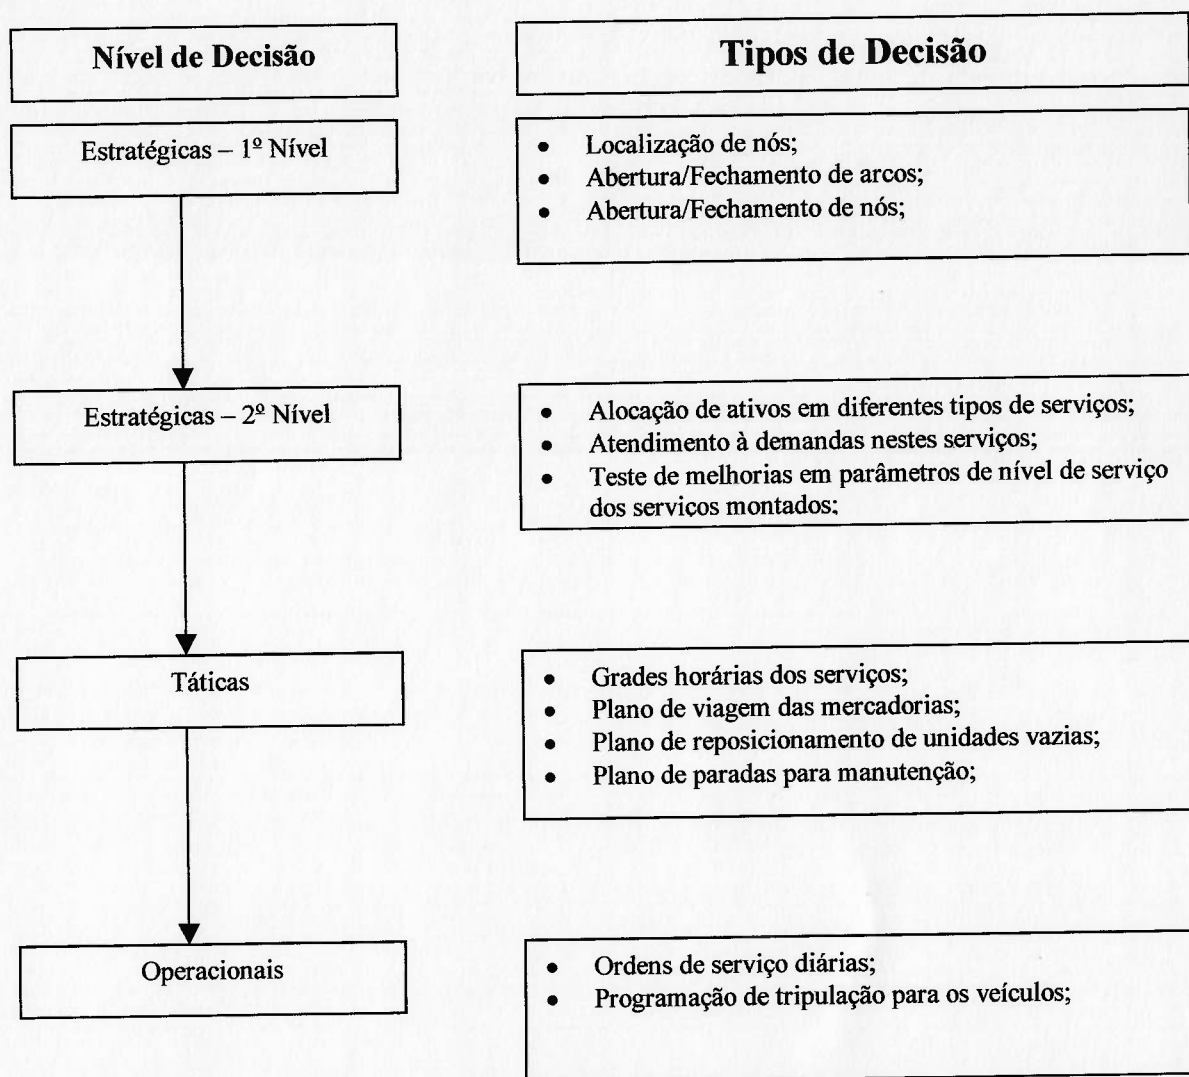 Nível de Decisão
Tipos de Decisão
Estratégicas – 1º Nível
• Localização de nós;
• Abertura/Fechamento de arcos;
• Abertura/Fechamento de nós;
Estratégicas – 2º Nível
• Alocação de ativos em diferentes tipos de serviços;
• Atendimento à demandas nestes serviços;
• Teste de melhorias em parâmetros de nível de serviço
dos serviços montados;
Táticas
• Grades horárias dos serviços;
• Plano de viagem das mercadorias;
• Plano de reposicionamento de unidades vazias;
• Plano de paradas para manutenção;
Operacionais
• Ordens de serviço diárias;
• Programação de tripulação para os veículos;